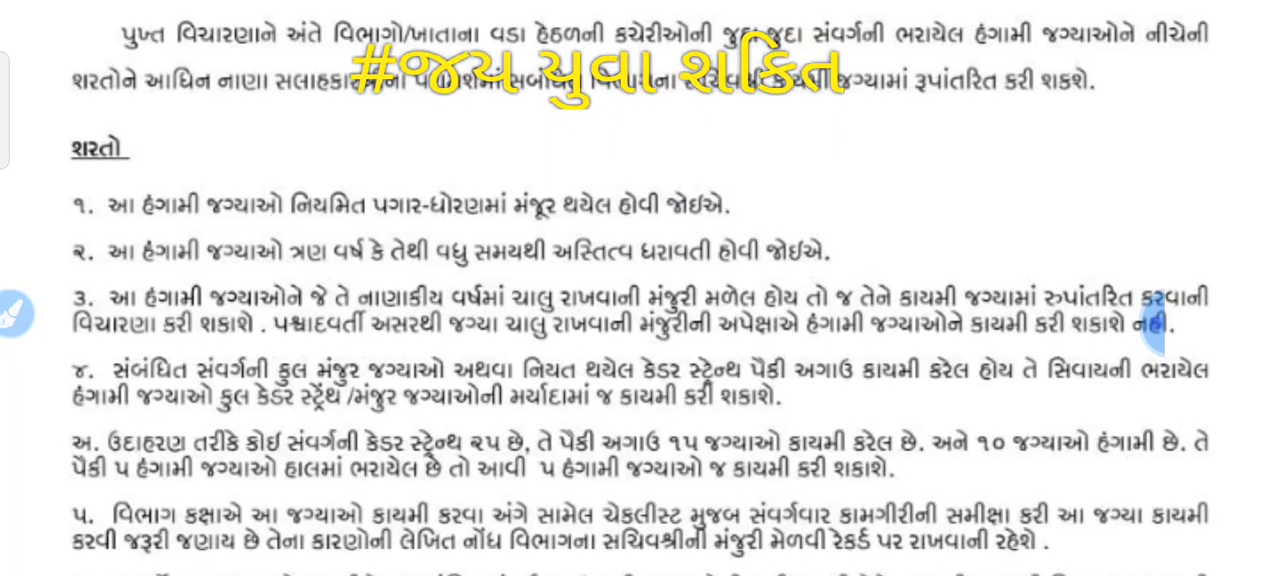 પુખ્ત વિચારણાને અંતે વિભાગો/ખાતાના વડા હેઠળની કચેરીઓની જુદા જુદા સંવર્ગની ભરાયેલ હંગામી જગ્યાઓને નીચેની
#જય યુવા શકિત
શરતોને આધિન નાણા સલાહકારશ્રીના જગ્યામાં રૂપાંતરિત કરી શકશે.
શરતો
૧. આ હંગામી જગ્યાઓ નિયમિત પગાર-ધોરણમાં મંજૂર થયેલ હોવી જોઈએ.
૨. આ હંગામી જગ્યાઓ ત્રણ વર્ષ કે તેથી વધુ સમયથી અસ્તિત્વ ધરાવતી હોવી જોઈએ.
૩. આ હંગામી જગ્યાઓને જે તે નાણાકીય વર્ષમાં ચાલુ રાખવાની મંજુરી મળેલ હોય તો જ તેને કાયમી જગ્યામાં રુપાંતરિત કરવાની
વિચારણા કરી શકાશે . પશ્ચાદવર્તી અસરથી જગ્યા ચાલુ રાખવાની મંજુરીની અપેક્ષાએ હંગામી જગ્યાઓને કાયમી કરી શકાશે નહી.
૪. સંબંધિત સંવર્ગની કુલ મંજુર જગ્યાઓ અથવા નિયત થયેલ કેડર સ્ટ્રેન્થ પૈકી અગાઉ કાયમી કરેલ હોય તે સિવાયની ભરાયેલ
હંગામી જગ્યાઓ કુલ કેડર સ્ટ્રેંથ /મંજુર જગ્યાઓની મર્યાદામાં જ કાયમી કરી શકાશે.
અ. ઉદાહરણ તરીકે કોઈ સંવર્ગની કેડર સ્ટ્રેન્થ ૨૫ છે, તે પૈકી અગાઉ ૧૫ જગ્યાઓ કાયમી કરેલ છે. અને ૧૦ જગ્યાઓ હંગામી છે. તે
પૈકી ૫ હંગામી જગ્યાઓ હાલમાં ભરાયેલ છે તો આવી ૫ હંગામી જગ્યાઓ જ કાયમી કરી શકાશે.
૫. વિભાગ કક્ષાએ આ જગ્યાઓ કાયમી કરવા અંગે સામેલ ચેકલીસ્ટ મુજબ સંવર્ગવાર કામગીરીની સમીક્ષા કરી આ જગ્યા કાયમી
કરવી જરૂરી જણાય છે તેના કારણોની લેખિત નોંધ વિભાગના સચિવશ્રીની મંજુરી મેળવી રેકર્ડ પર રાખવાની રહેશે .